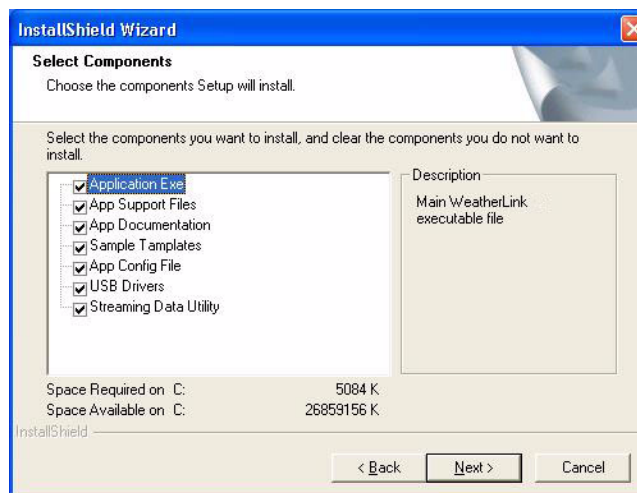 InstallShield Wizard
Select Components
Choose the components Setup will install.
Select the components you want to install, and clear the components you do not want to
install.
Application Exe
App Support Files
App Documentation
Sample Tamplates
App Config File
USB Drivers
Streaming Data Utility
Description
Main WeatherLink
executable file
Space Required on C: 5084 K
Space Available on C: 26859156 K
InstallShield
< Back Next > Cancel